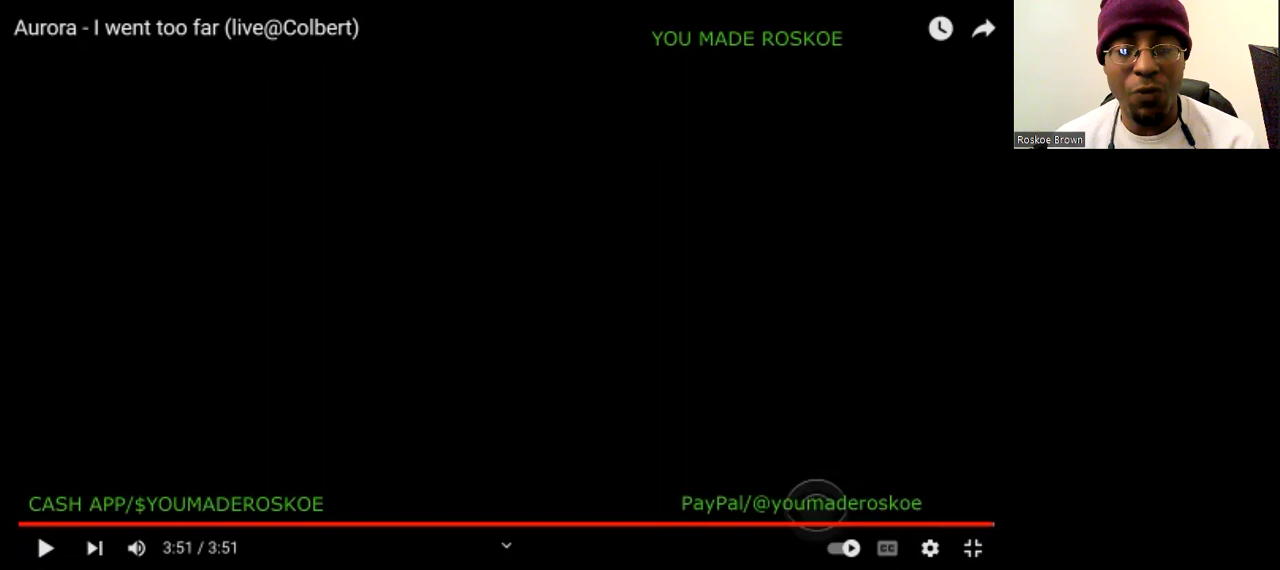 Aurora - I went too far (live@Colbert)
YOU MADE ROSKOE
Roskoe Brown
CASH APP/$YOUMADEROSKOE
PayPal/@youmaderoskoe
3:51 / 3:51
CC